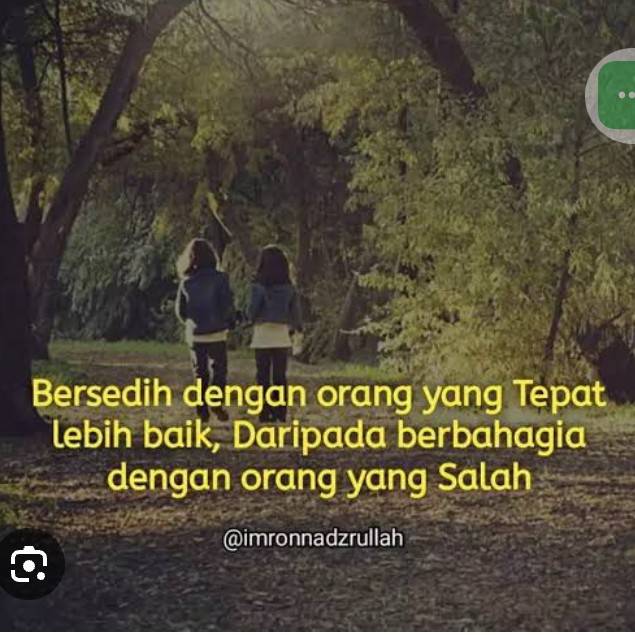 Bersedih dengan orang yang Tepat
lebih baik, Daripada berbahagia
dengan orang yang Salah
@imronnadzrullah